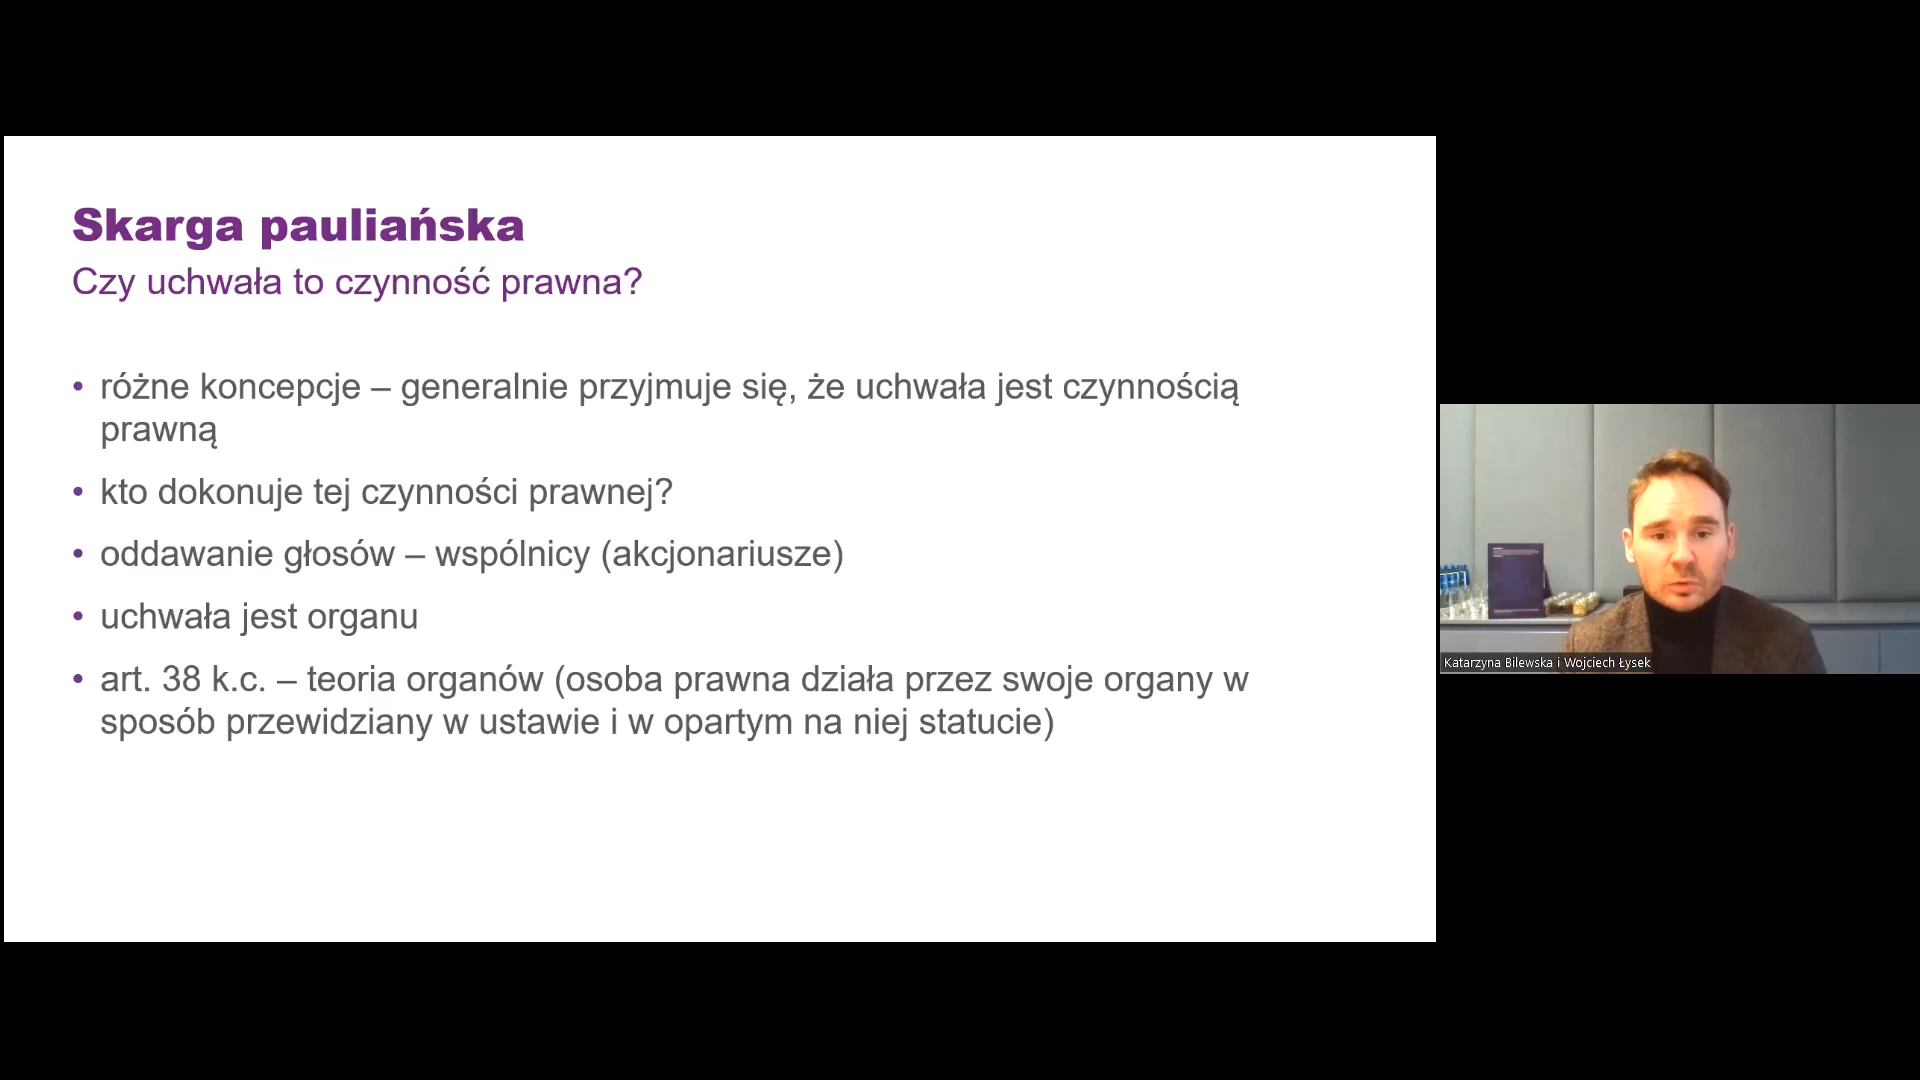 Skarga pauliańska
Czy uchwała to czynność prawna?
• różne koncepcje – generalnie przyjmuje się, że uchwała jest czynnością
prawną
• kto dokonuje tej czynności prawnej?
• oddawanie głosów – wspólnicy (akcjonariusze)
• uchwała jest organu
• art. 38 k.c. – teoria organów (osoba prawna działa przez swoje organy w
sposób przewidziany w ustawie i w opartym na niej statucie)
Katarzyna Bilewska i Wojciech Łysek